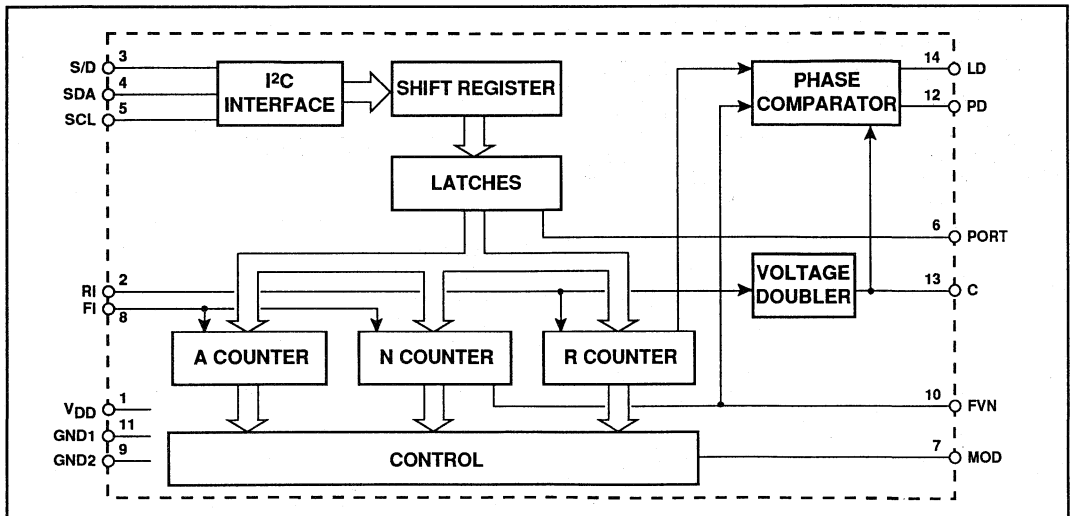 3
S/D
4
SDA
5
SCL
I²C
INTERFACE
SHIFT REGISTER
PHASE
COMPARATOR
14
LD
12
PD
LATCHES
6
PORT
2
RI
FI
8
VOLTAGE
DOUBLER
13
C
A COUNTER
N COUNTER
R COUNTER
1
VDD
11
GND1
9
GND2
10
FVN
CONTROL
7
MOD